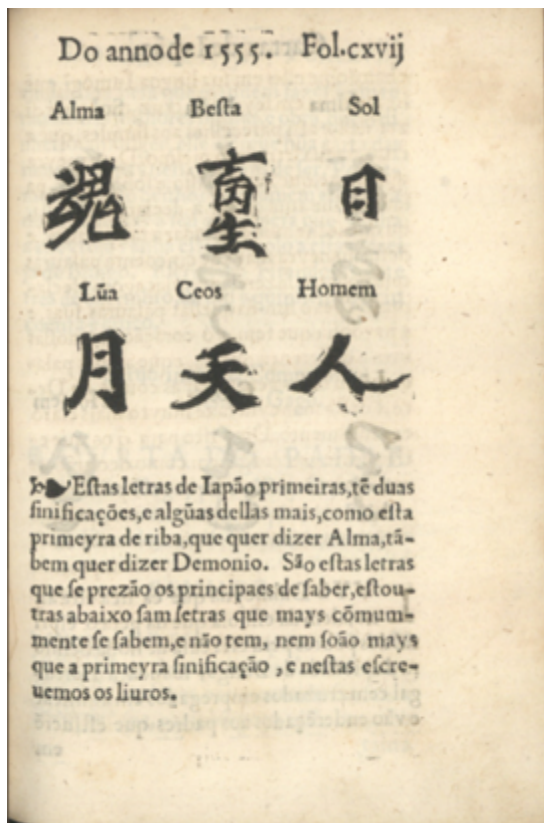 Do anno de 1555. Fol.cxvij
Alma Beſta Sol
魂 畜生 日
Lũa Ceos Homem
月 天 人
Eſtas letras de Iapão primeiras,tẽ duas
ſinificações,e algũas dellas mais,como eſta
primeyra de riba,que quer dizer Alma,tã-
bem quer dizer Demonio. São eſtas letras
que ſe prezão os principaes de ſaber,eſtou-
tras abaixo ſam letras que mays cõmum-
mente ſe ſabem,e não tem, nem ſoão mays
que a primeyra ſinificação ,e neſtas eſcre-
uemos os liuros.